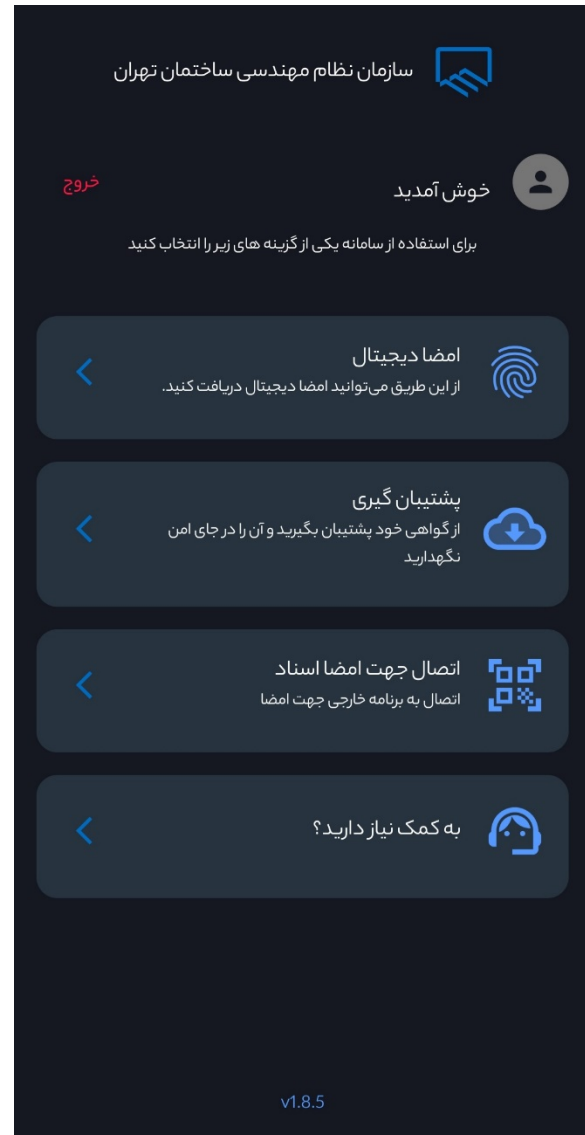 سازمان نظام مهندسی ساختمان تهران
خوش آمدید
خروج
برای استفاده از سامانه یکی از گزینه های زیر را انتخاب کنید
امضا دیجیتال
از این طریق می‌توانید امضا دیجیتال دریافت کنید.
پشتیبان گیری
از گواهی خود پشتیبان بگیرید و آن را در جای امن
نگهدارید
اتصال جهت امضا اسناد
اتصال به برنامه خارجی جهت امضا
به کمک نیاز دارید؟
v1.8.5